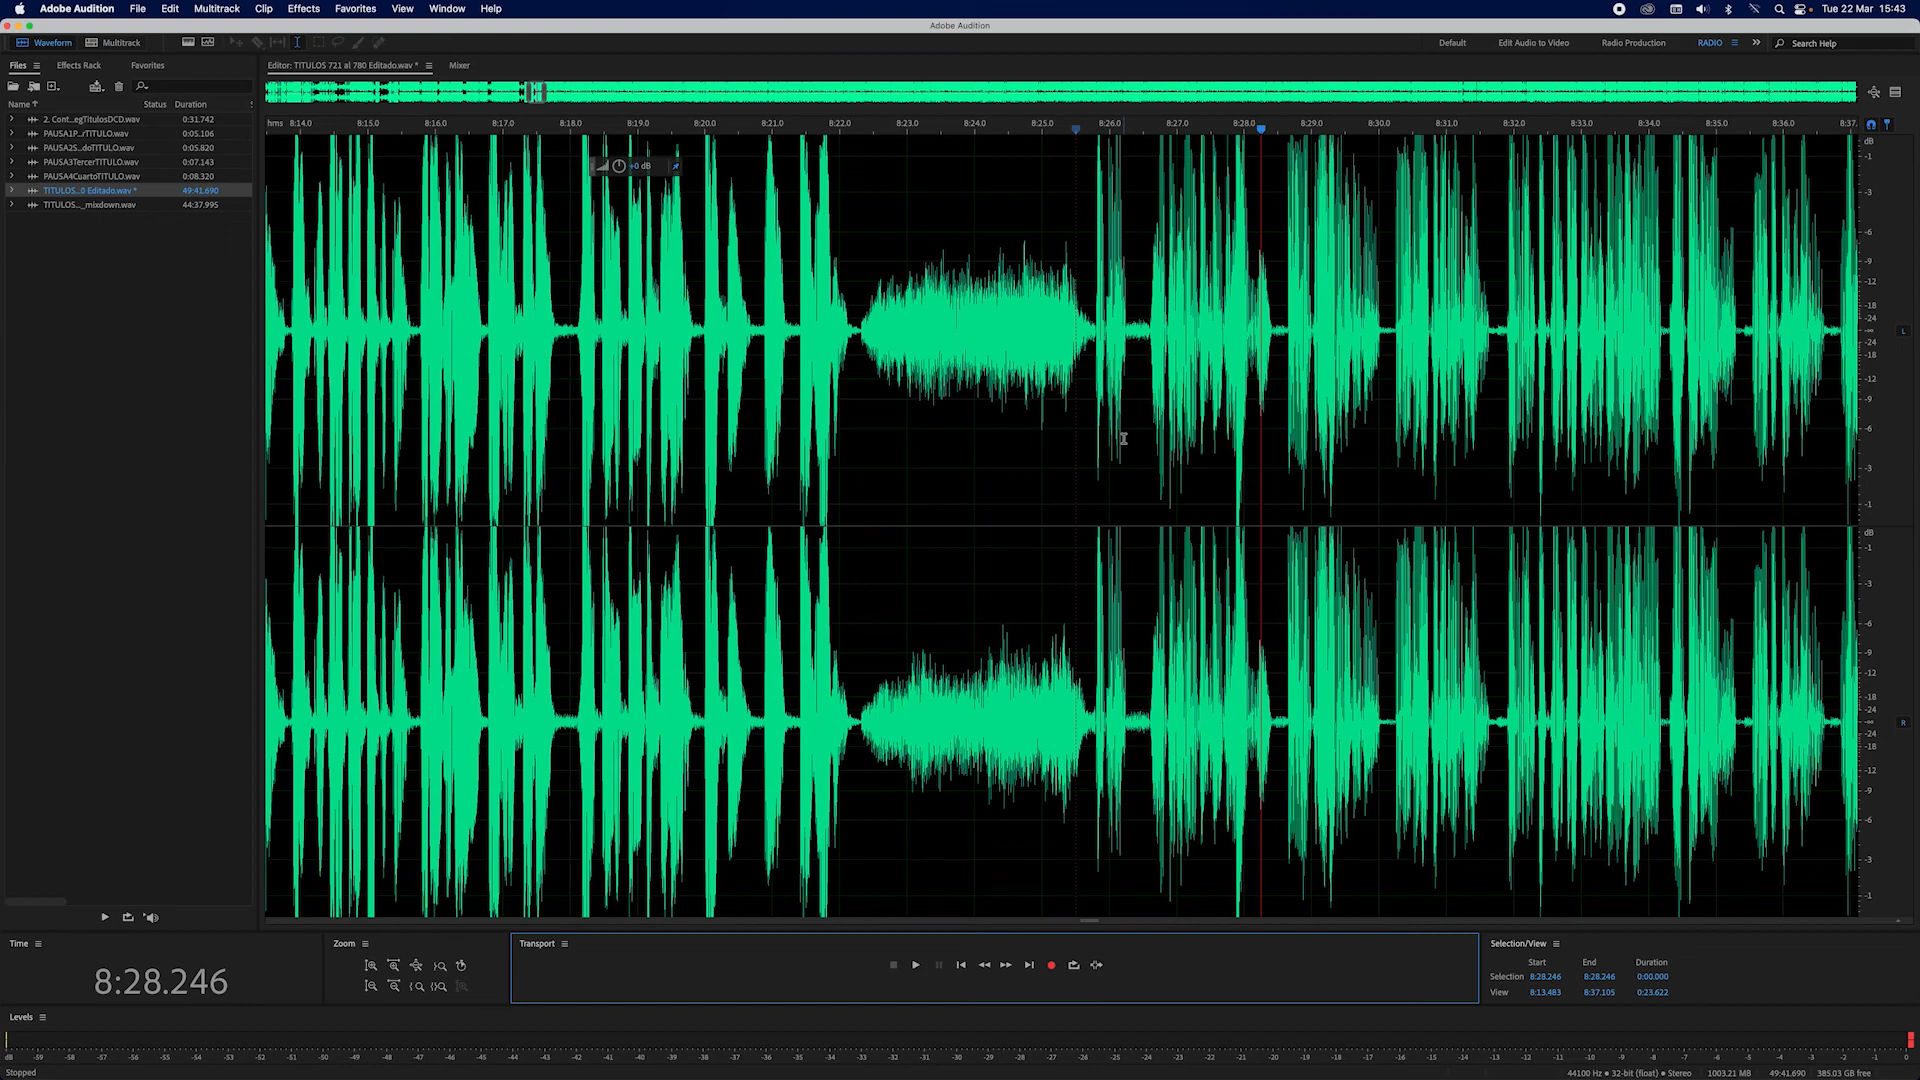 Adobe Audition File Edit Multitrack Clip Effects Favorites View Window Help Tue 22 Mar 15:43
Adobe Audition
Waveform Multitrack Default Edit Audio to Video Radio Production RADIO Search Help
Files Effects Rack Favorites Editor: TITULOS 721 al 780 Editado.wav * Mixer
Name Status Duration
2. Cont...egTitulosDCD.wav 0:31.742
PAUSA1P...rTITULO.wav 0:05.106
PAUSA2S...doTITULO.wav 0:05.820
PAUSA3TercerTITULO.wav 0:07.143
PAUSA4CuartoTITULO.wav 0:08.320
TITULOS...0 Editado.wav * 49:41.690
TITULOS..._mixdown.wav 44:37.995
hms 8:14.0 8:15.0 8:16.0 8:17.0 8:18.0 8:19.0 8:20.0 8:21.0 8:22.0 8:23.0 8:24.0 8:25.0 8:26.0 8:27.0 8:28.0 8:29.0 8:30.0 8:31.0 8:32.0 8:33.0 8:34.0 8:35.0 8:36.0 8:37.
+0 dB
dB
-1
-3
-6
-9
-12
-18
-24
-∞
-24
-18
-12
-9
-6
-3
-1
L
dB
-1
-3
-6
-9
-12
-18
-24
-∞
-24
-18
-12
-9
-6
-3
-1
R
Time Zoom Transport Selection/View
8:28.246
Start End Duration
Selection 8:28.246 8:28.246 0:00.000
View 8:13.483 8:37.105 0:23.622
Levels
dB -59 -58 -57 -56 -55 -54 -53 -52 -51 -50 -49 -48 -47 -46 -45 -44 -43 -42 -41 -40 -39 -38 -37 -36 -35 -34 -33 -32 -31 -30 -29 -28 -27 -26 -25 -24 -23 -22 -21 -20 -19 -18 -17 -16 -15 -14 -13 -12 -11 -10 -9 -8 -7 -6 -5 -4 -3 -2 -1 0
Stopped 44100 Hz • 32-bit (float) • Stereo 1003.21 MB 49:41.690 385.03 GB free